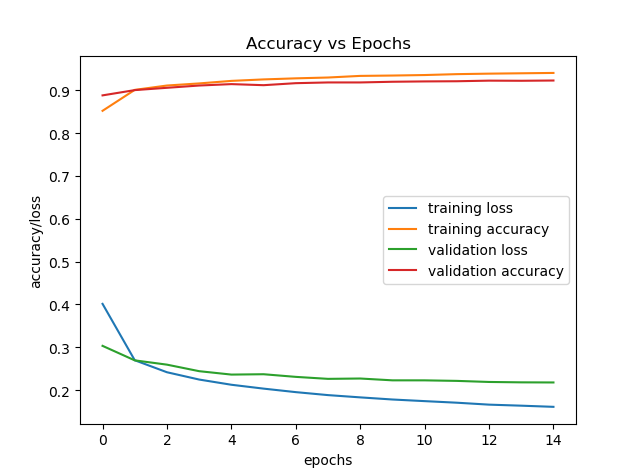 Accuracy vs Epochs
accuracy/loss
0.9
0.8
0.7
0.6
0.5
0.4
0.3
0.2
training loss
training accuracy
validation loss
validation accuracy
0 2 4 6 8 10 12 14
epochs